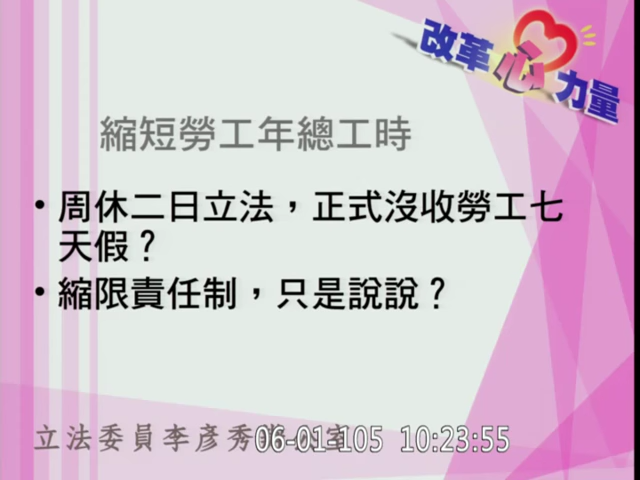 改革心力量
縮短勞工年總工時
• 周休二日立法，正式沒收勞工七
天假？
• 縮限責任制，只是說說？
立法委員李彥秀
06-01-105 10:23:55